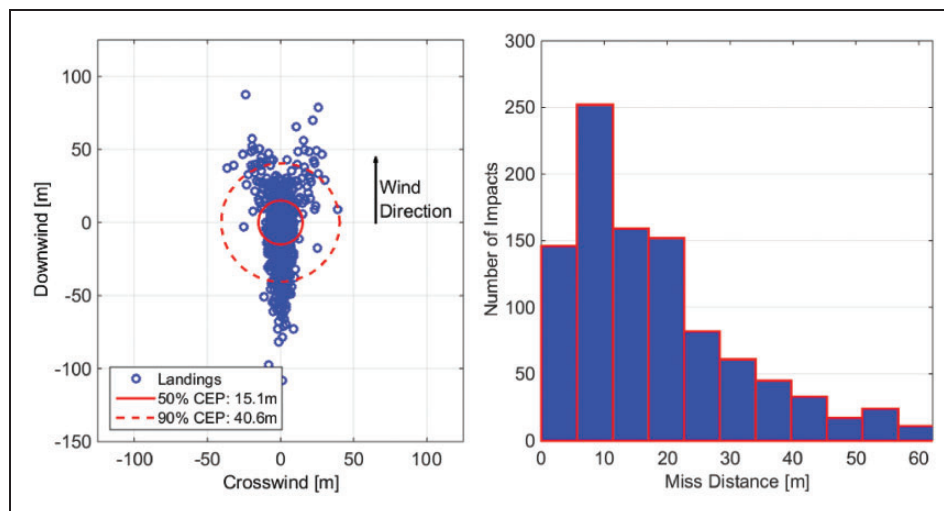 100
50
0
-50
-100
-150
Downwind [m]
-100 -50 0 50 100
Crosswind [m]
Wind
Direction
Landings
50% CEP: 15.1m
90% CEP: 40.6m
300
250
200
150
100
50
0
Number of Impacts
0 10 20 30 40 50 60
Miss Distance [m]